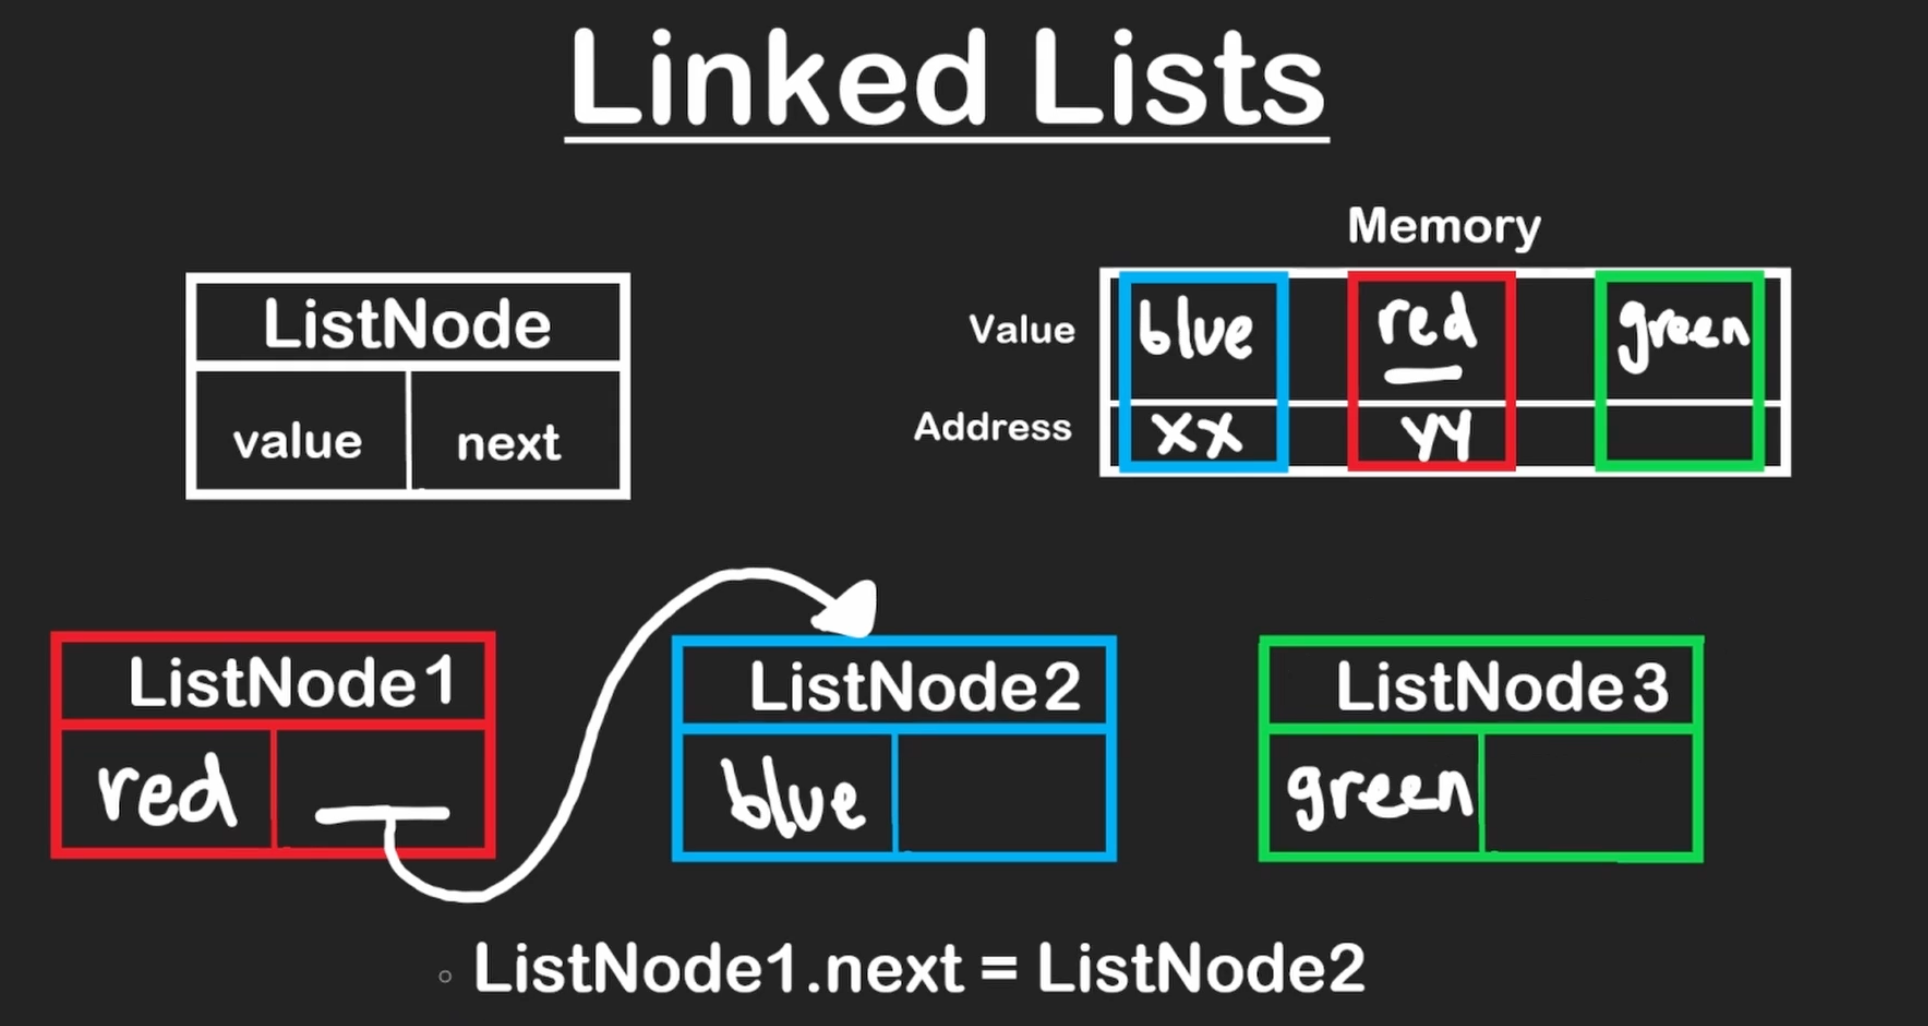 Linked Lists
Memory
ListNode
value next
Value blue red green
Address xx yy
ListNode1
red
ListNode2
blue
ListNode3
green
ListNode1.next = ListNode2